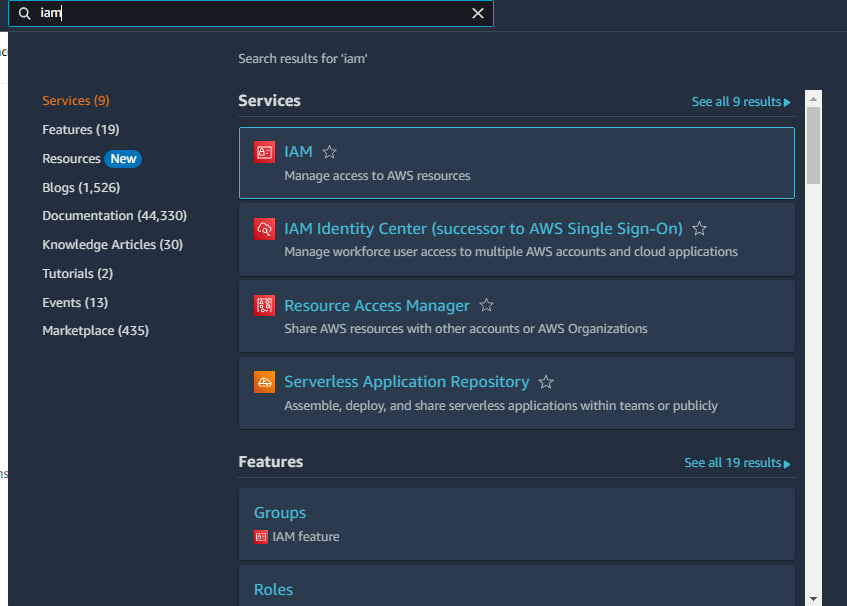 iam
Search results for 'iam'
Services (9)
Features (19)
Resources New
Blogs (1,526)
Documentation (44,330)
Knowledge Articles (30)
Tutorials (2)
Events (13)
Marketplace (435)
Services
See all 9 results
IAM
Manage access to AWS resources
IAM Identity Center (successor to AWS Single Sign-On)
Manage workforce user access to multiple AWS accounts and cloud applications
Resource Access Manager
Share AWS resources with other accounts or AWS Organizations
Serverless Application Repository
Assemble, deploy, and share serverless applications within teams or publicly
Features
See all 19 results
Groups
IAM feature
Roles